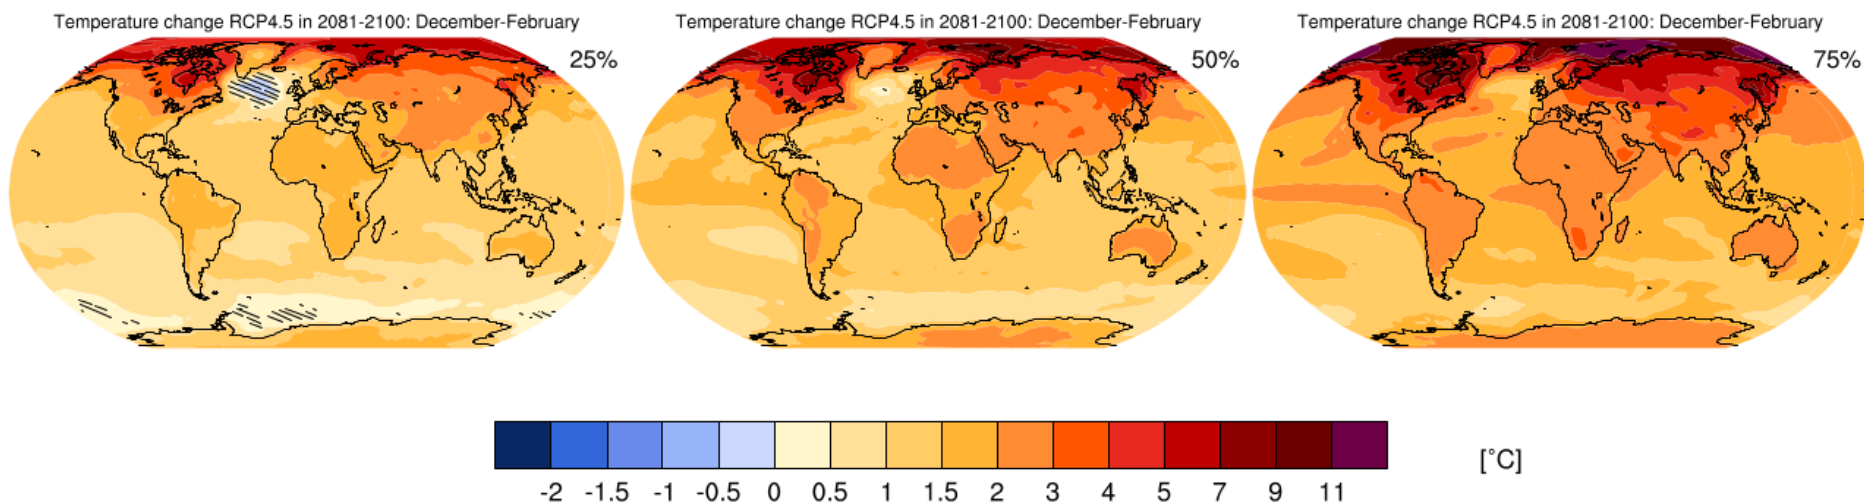 Temperature change RCP4.5 in 2081-2100: December-February
25%
Temperature change RCP4.5 in 2081-2100: December-February
50%
Temperature change RCP4.5 in 2081-2100: December-February
75%
-2 -1.5 -1 -0.5 0 0.5 1 1.5 2 3 4 5 7 9 11
[°C]